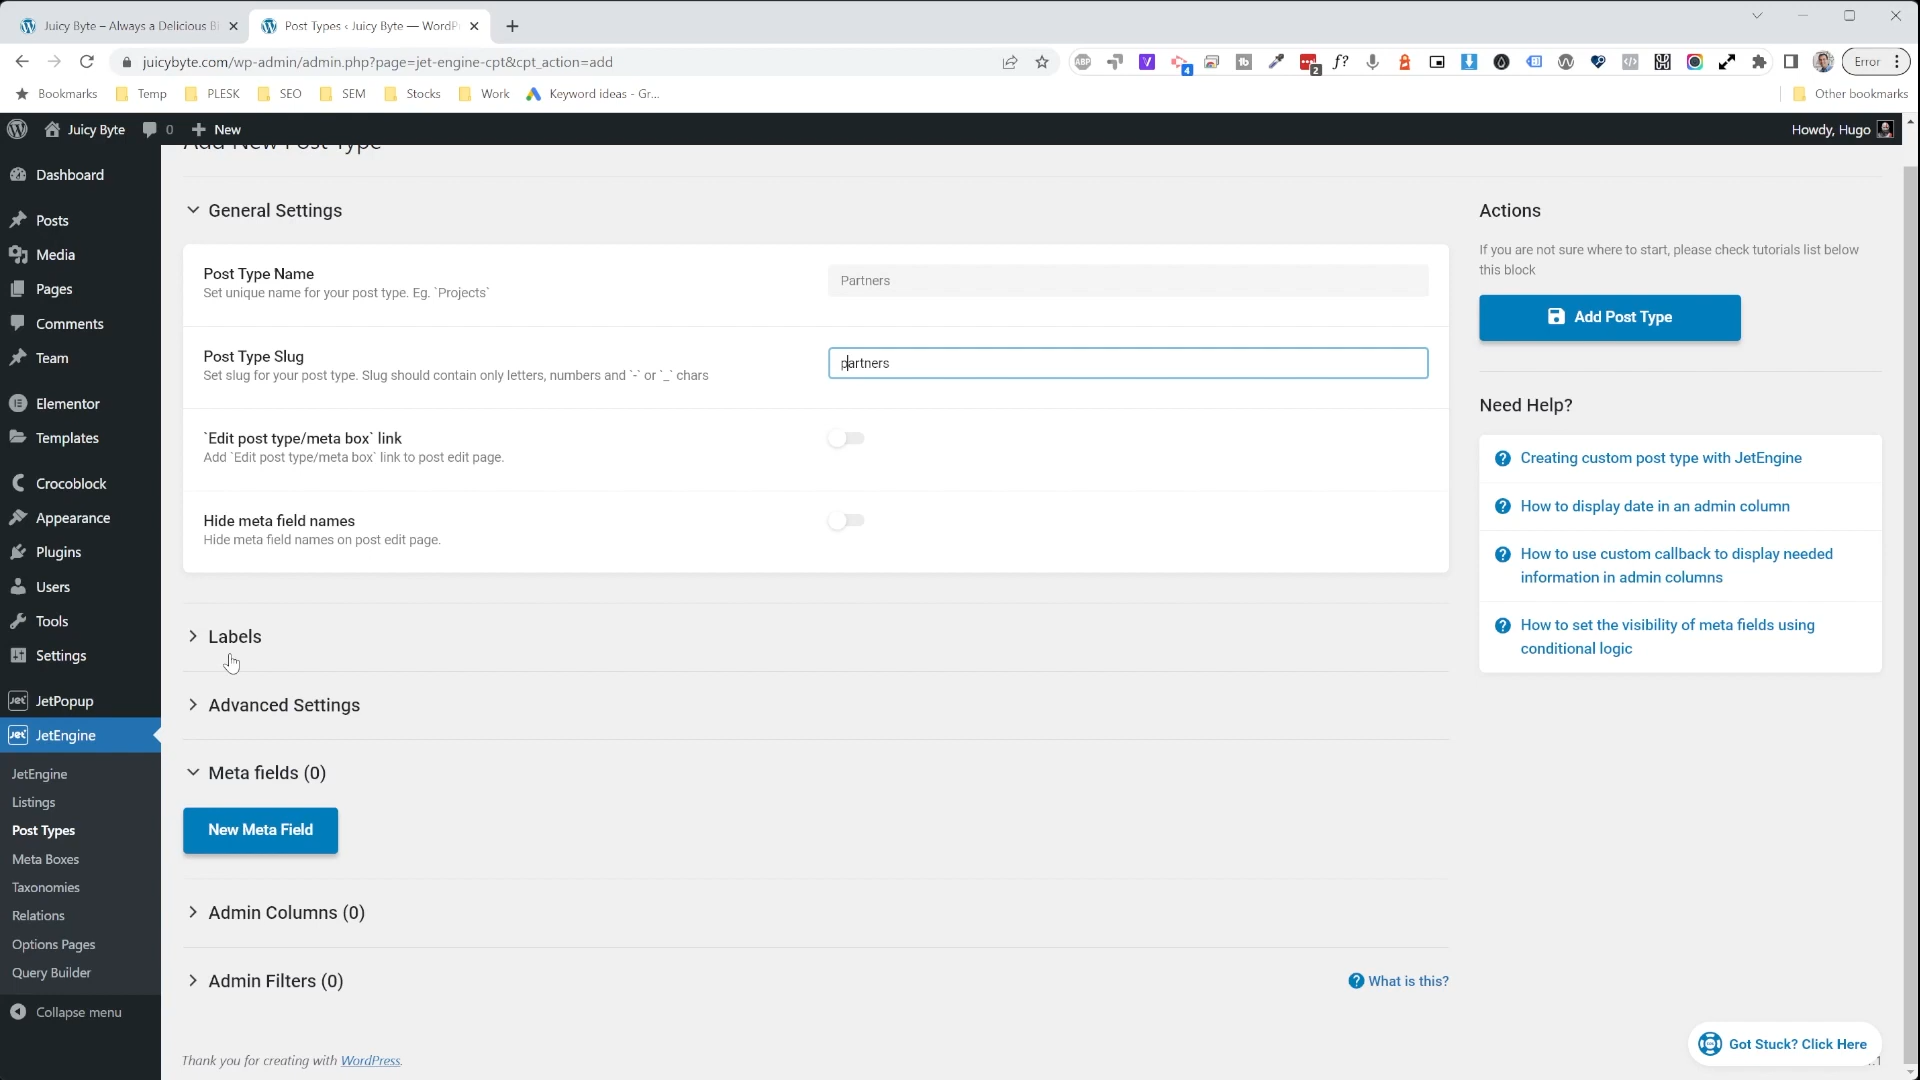 Juicy Byte – Always a Delicious Bi
Post Types ‹ Juicy Byte — WordP
juicybyte.com/wp-admin/admin.php?page=jet-engine-cpt&cpt_action=add
Error
Bookmarks
Temp
PLESK
SEO
SEM
Stocks
Work
Keyword ideas - Gr...
Other bookmarks
Juicy Byte
0
New
Howdy, Hugo
Dashboard
Posts
Media
Pages
Comments
Team
Elementor
Templates
Crocoblock
Appearance
Plugins
Users
Tools
Settings
JetPopup
JetEngine
JetEngine
Listings
Post Types
Meta Boxes
Taxonomies
Relations
Options Pages
Query Builder
Collapse menu
Add New Post Type
General Settings
Post Type Name
Set unique name for your post type. Eg. `Projects`
Partners
Post Type Slug
Set slug for your post type. Slug should contain only letters, numbers and `-` or `_` chars
partners
`Edit post type/meta box` link
Add `Edit post type/meta box` link to post edit page.
Hide meta field names
Hide meta field names on post edit page.
Labels
Advanced Settings
Meta fields (0)
New Meta Field
Admin Columns (0)
Admin Filters (0)
What is this?
Thank you for creating with WordPress.
Actions
If you are not sure where to start, please check tutorials list below
this block
Add Post Type
Need Help?
Creating custom post type with JetEngine
How to display date in an admin column
How to use custom callback to display needed
information in admin columns
How to set the visibility of meta fields using
conditional logic
Got Stuck? Click Here